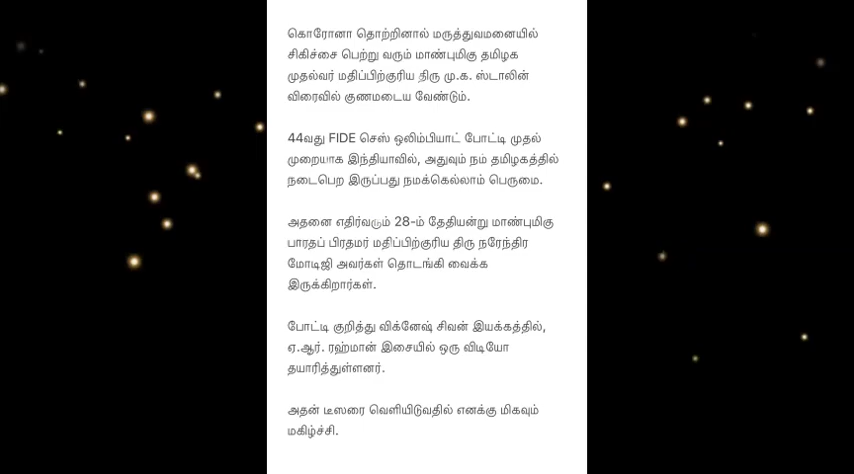 கொரோனா தொற்றினால் மருத்துவமனையில்
சிகிச்சை பெற்று வரும் மாண்புமிகு தமிழக
முதல்வர் மதிப்பிற்குரிய திரு மு.க. ஸ்டாலின்
விரைவில் குணமடைய வேண்டும்.
44வது FIDE செஸ் ஒலிம்பியாட் போட்டி முதல்
முறையாக இந்தியாவில், அதுவும் நம் தமிழகத்தில்
நடைபெற இருப்பது நமக்கெல்லாம் பெருமை.
அதனை எதிர்வரும் 28-ம் தேதியன்று மாண்புமிகு
பாரதப் பிரதமர் மதிப்பிற்குரிய திரு நரேந்திர
மோடிஜி அவர்கள் தொடங்கி வைக்க
இருக்கிறார்கள்.
போட்டி குறித்து விக்னேஷ் சிவன் இயக்கத்தில்,
ஏ.ஆர். ரஹ்மான் இசையில் ஒரு விடியோ
தயாரித்துள்ளனர்.
அதன் டீஸரை வெளியிடுவதில் எனக்கு மிகவும்
மகிழ்ச்சி.